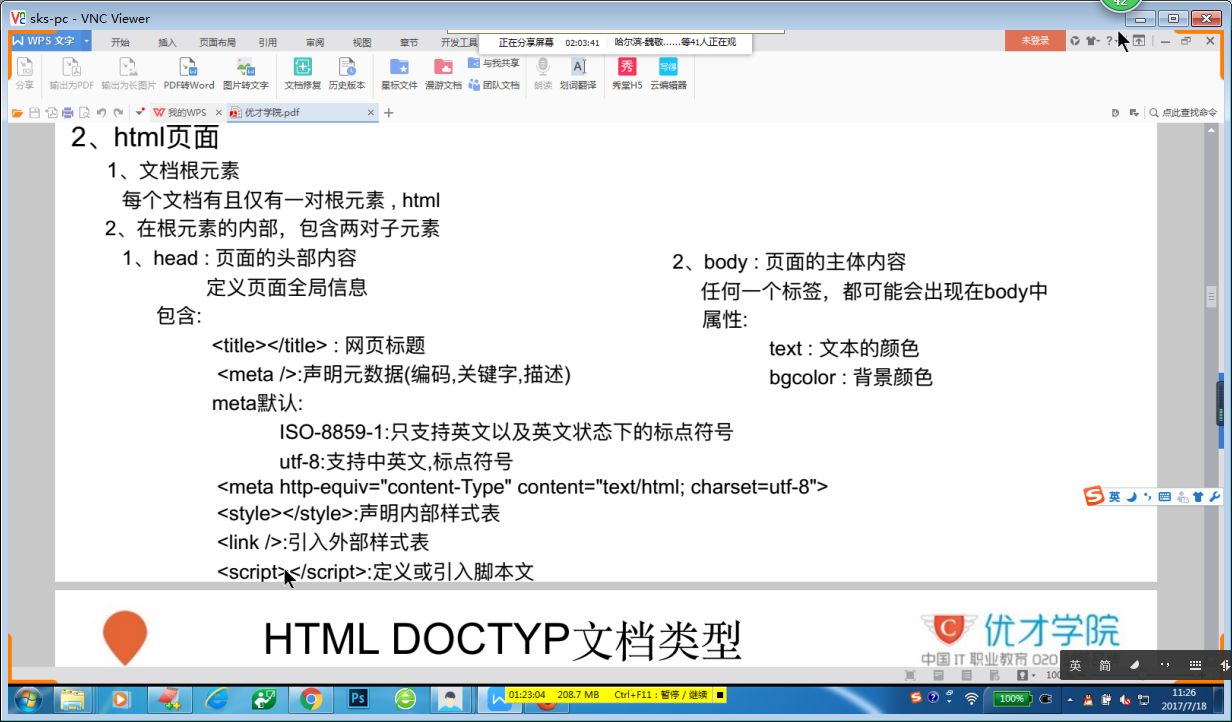 42
sks-pc - VNC Viewer
WPS 文字 开始 插入 页面布局 引用 审阅 视图 章节 开发工具
正在分享屏幕 02:03:41 哈尔滨-魏敬......等41人正在观
未登录
分享 输出为PDF 输出为长图片 PDF转Word 图片转文字 文档修复 历史版本 星标文件 漫游文档 与我共享 团队文档 朗读 划词翻译 秀堂H5 云编辑器
我的WPS 优才学院.pdf 点此查找命令
2、html页面
1、文档根元素
每个文档有且仅有一对根元素 , html
2、在根元素的内部，包含两对子元素
1、head : 页面的头部内容
定义页面全局信息
包含:
<title></title> : 网页标题
<meta />:声明元数据(编码,关键字,描述)
meta默认:
ISO-8859-1:只支持英文以及英文状态下的标点符号
utf-8:支持中英文,标点符号
<meta http-equiv="content-Type" content="text/html; charset=utf-8">
<style></style>:声明内部样式表
<link />:引入外部样式表
<script></script>:定义或引入脚本文
2、body : 页面的主体内容
任何一个标签，都可能会出现在body中
属性:
text : 文本的颜色
bgcolor : 背景颜色
英
HTML DOCTYP文档类型
优才学院
中国 IT 职业教育 O2O
英 简
100
01:23:04 208.7 MB Ctrl+F11 : 暂停 / 继续
100%
11:26
2017/7/18